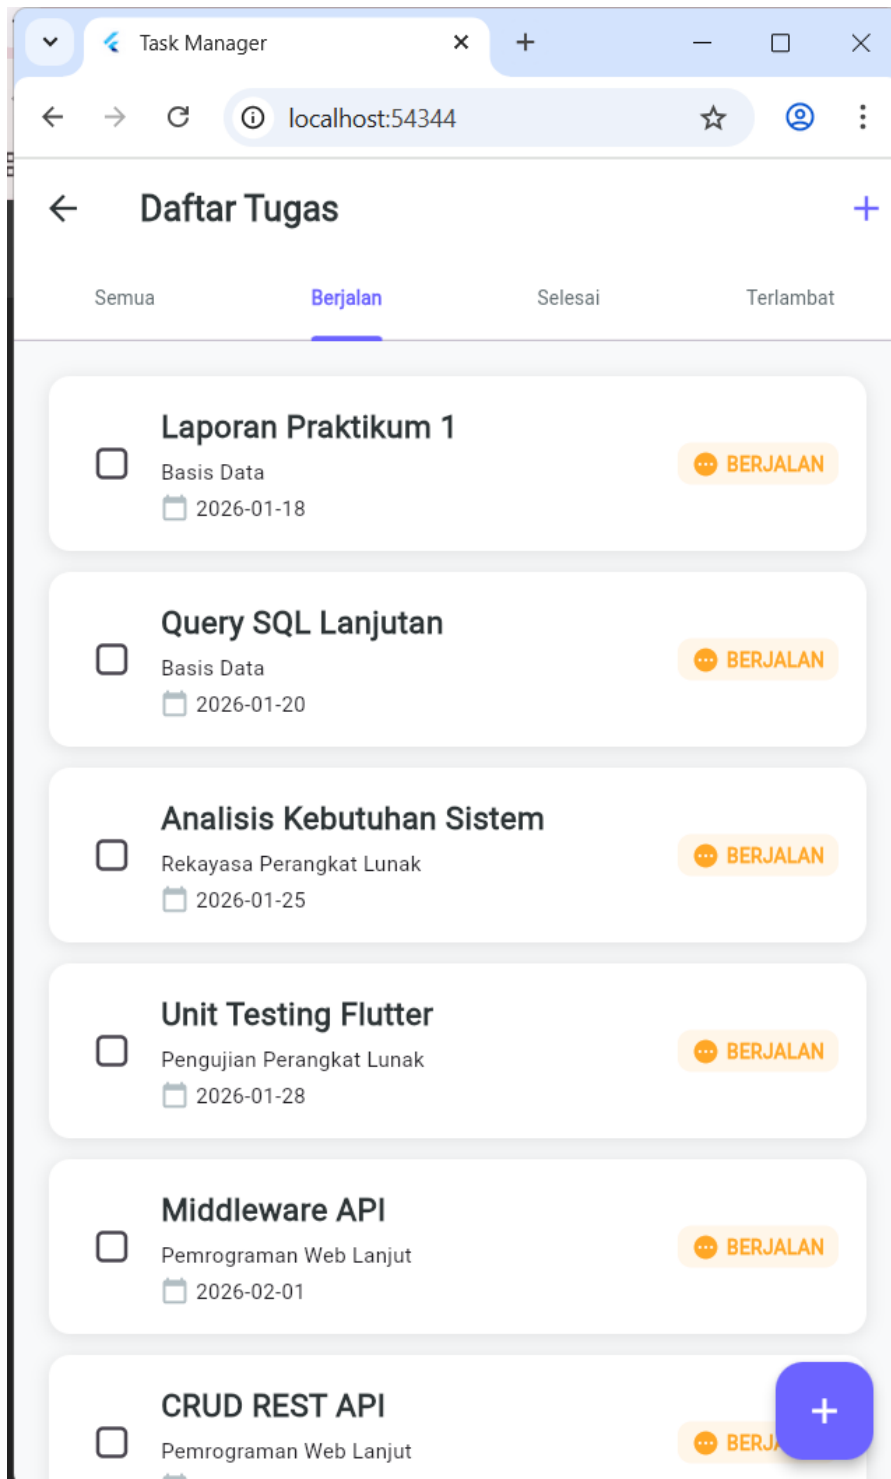 Task Manager
localhost:54344
Daftar Tugas
Semua Berjalan Selesai Terlambat
Laporan Praktikum 1
Basis Data
BERJALAN
2026-01-18
Query SQL Lanjutan
Basis Data
BERJALAN
2026-01-20
Analisis Kebutuhan Sistem
Rekayasa Perangkat Lunak
BERJALAN
2026-01-25
Unit Testing Flutter
Pengujian Perangkat Lunak
BERJALAN
2026-01-28
Middleware API
Pemrograman Web Lanjut
BERJALAN
2026-02-01
CRUD REST API
Pemrograman Web Lanjut
BERJA